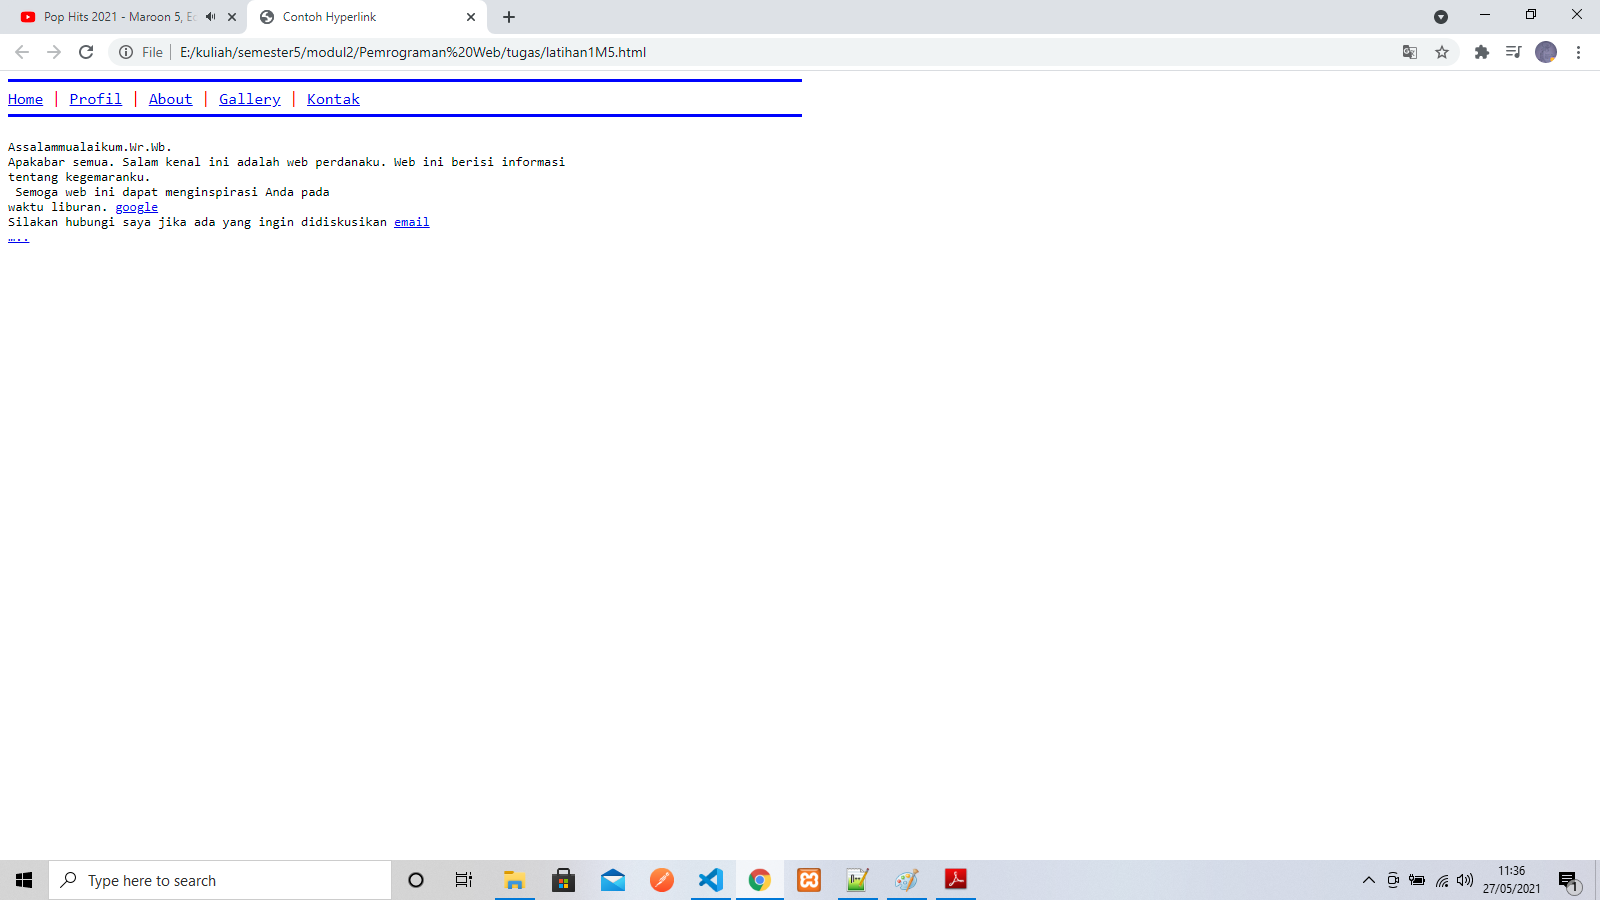 Pop Hits 2021 - Maroon 5, Ec
Contoh Hyperlink
File | E:/kuliah/semester5/modul2/Pemrograman%20Web/tugas/latihan1M5.html
Home | Profil | About | Gallery | Kontak
Assalammualaikum.Wr.Wb.
Apakabar semua. Salam kenal ini adalah web perdanaku. Web ini berisi informasi
tentang kegemaranku.
Semoga web ini dapat menginspirasi Anda pada
waktu liburan. google
Silakan hubungi saya jika ada yang ingin didiskusikan email
…..
Type here to search
11:36
27/05/2021
1